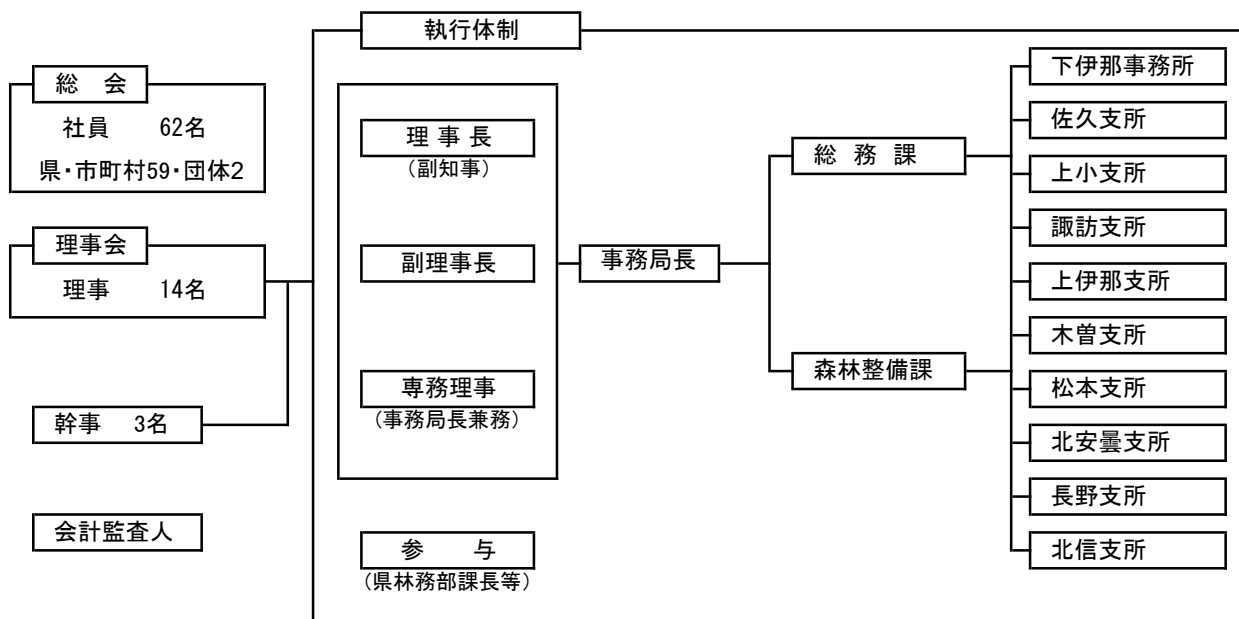 執行体制
総 会
社員 62名
県・市町村59・団体2
理事会
理事 14名
幹事 3名
会計監査人
理 事 長
(副知事)
副理事長
専務理事
(事務局長兼務)
参 与
(県林務部課長等)
事務局長
総 務 課
森林整備課
下伊那事務所
佐久支所
上小支所
諏訪支所
上伊那支所
木曽支所
松本支所
北安曇支所
長野支所
北信支所